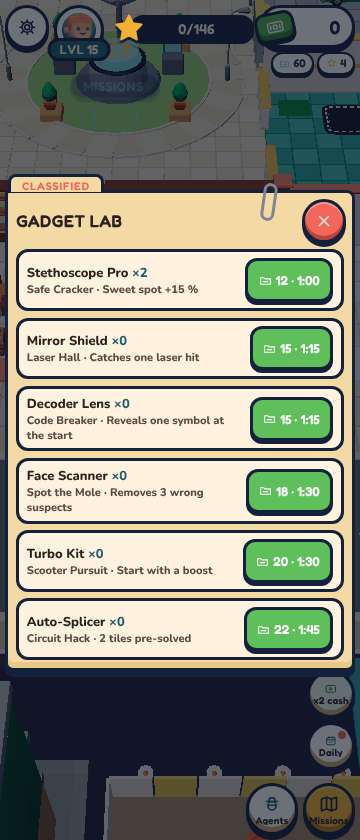 LVL 15
0/146
0
60
4
MISSIONS
CLASSIFIED
GADGET LAB
Stethoscope Pro ×2
Safe Cracker · Sweet spot +15 %
12 · 1:00
Mirror Shield ×0
Laser Hall · Catches one laser hit
15 · 1:15
Decoder Lens ×0
Code Breaker · Reveals one symbol at
the start
15 · 1:15
Face Scanner ×0
Spot the Mole · Removes 3 wrong
suspects
18 · 1:30
Turbo Kit ×0
Scooter Pursuit · Start with a boost
20 · 1:30
Auto-Splicer ×0
Circuit Hack · 2 tiles pre-solved
22 · 1:45
x2 cash
Daily
Agents
Missions